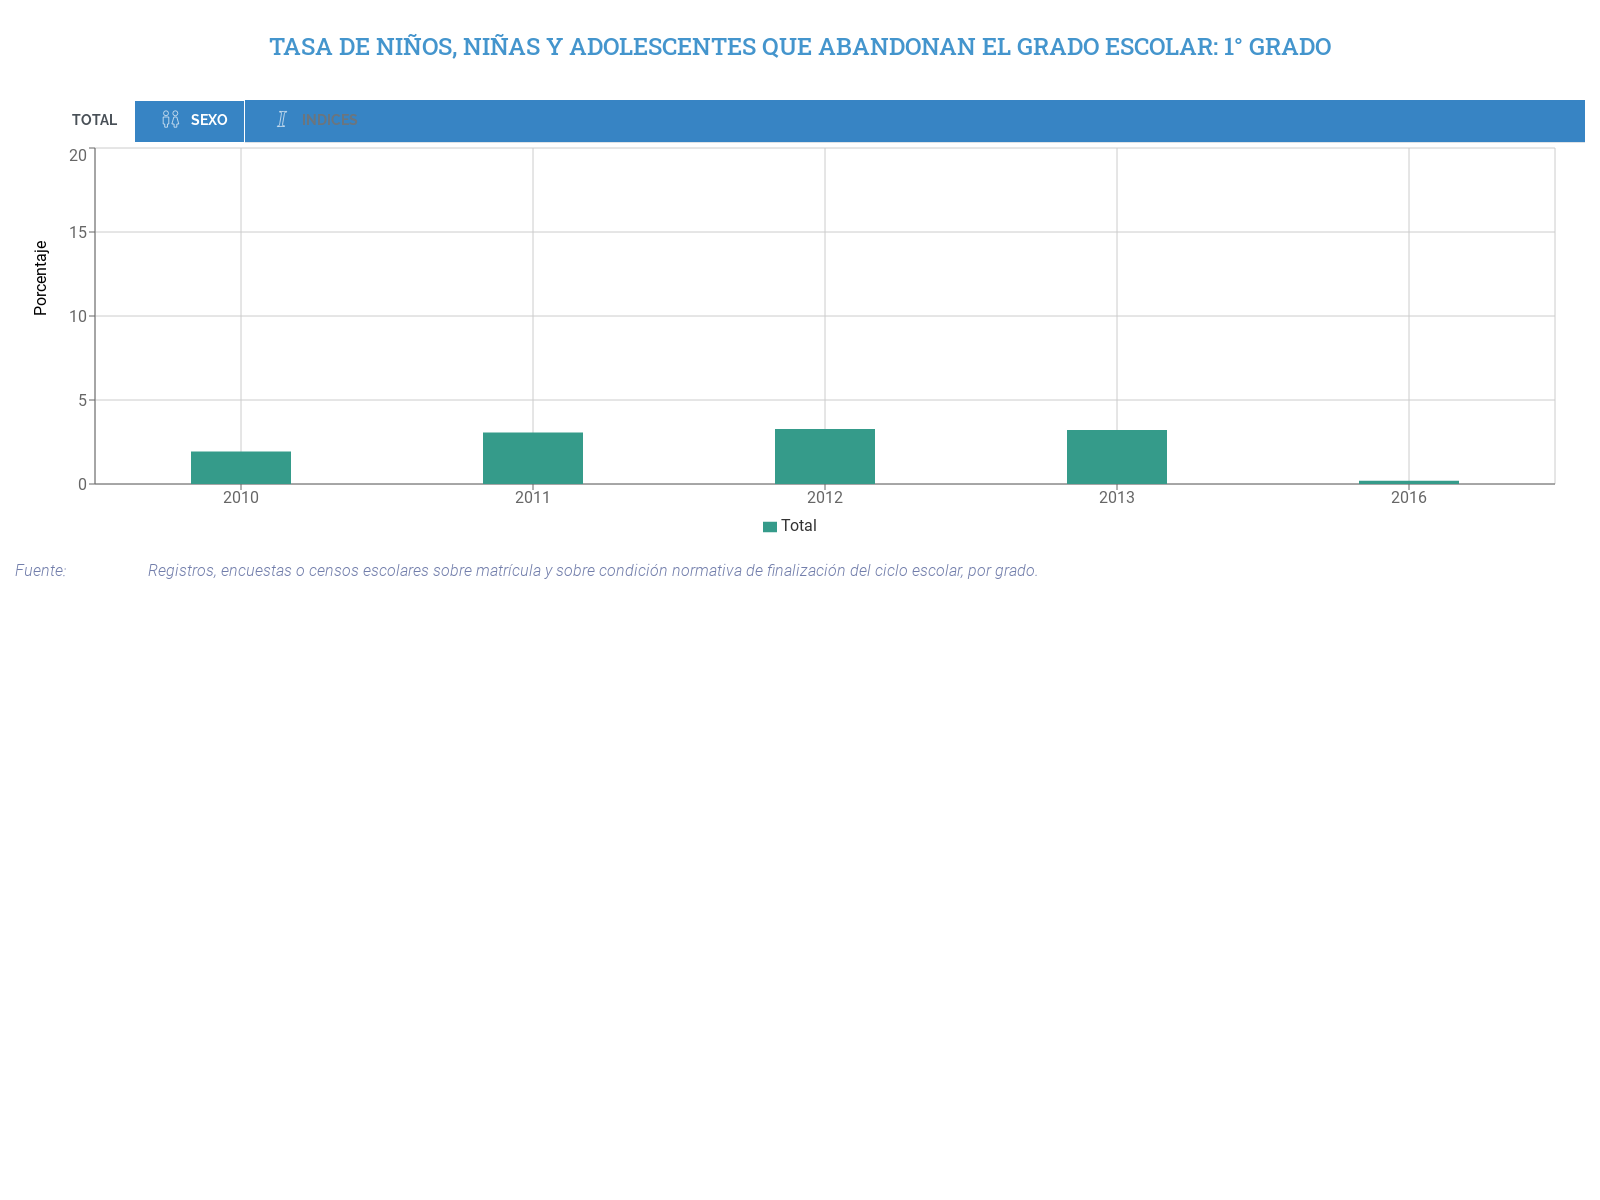 TASA DE NIÑOS, NIÑAS Y ADOLESCENTES QUE ABANDONAN EL GRADO ESCOLAR: 1° GRADO
TOTAL SEXO INDICES
20
15
10
5
0
Porcentaje
2010 2011 2012 2013 2016
Total
Fuente: Registros, encuestas o censos escolares sobre matrícula y sobre condición normativa de finalización del ciclo escolar, por grado.